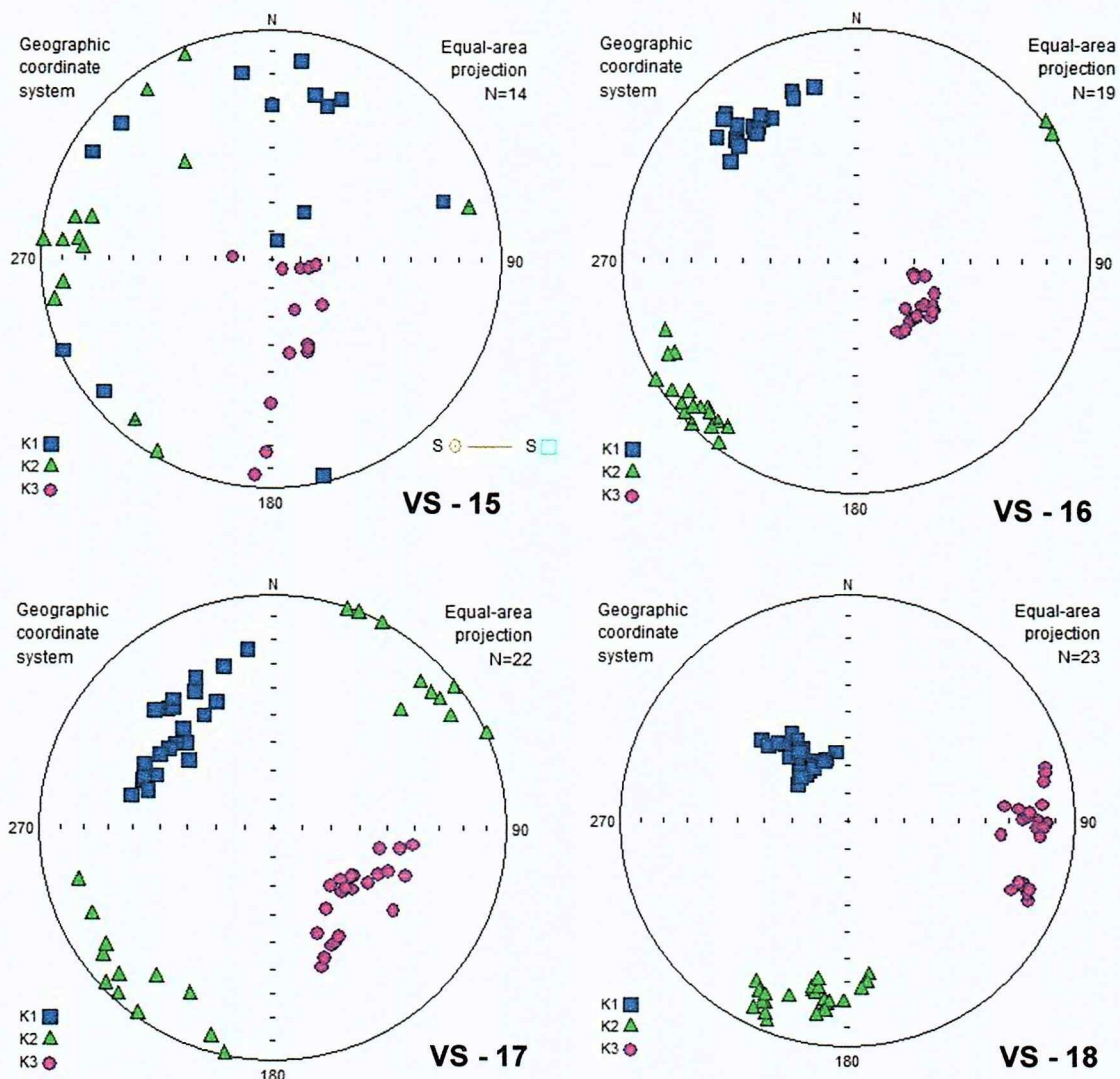 Geographic
coordinate
system
N
Equal-area
projection
N=14
270
90
K1
K2
K3
S
S
180
VS - 15
Geographic
coordinate
system
N
Equal-area
projection
N=19
270
90
K1
K2
K3
180
VS - 16
Geographic
coordinate
system
N
Equal-area
projection
N=22
270
90
K1
K2
K3
180
VS - 17
Geographic
coordinate
system
N
Equal-area
projection
N=23
270
90
K1
K2
K3
180
VS - 18